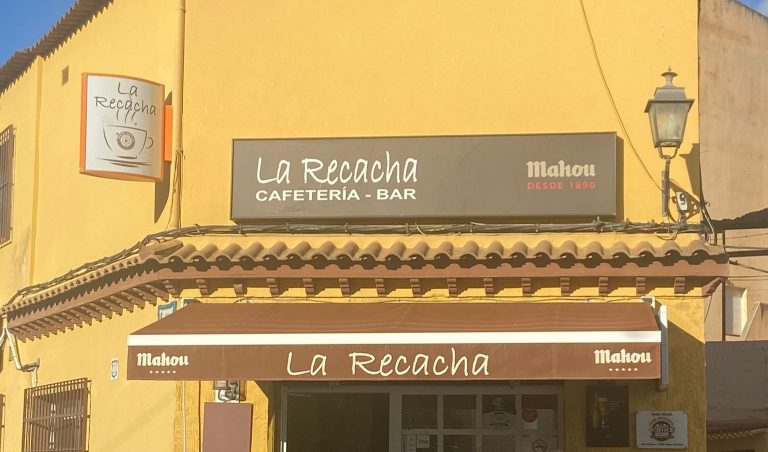 La
Recacha
La Recacha
CAFETERÍA - BAR
Mahou
DESDE 1890
Mahou
La Recacha
Mahou